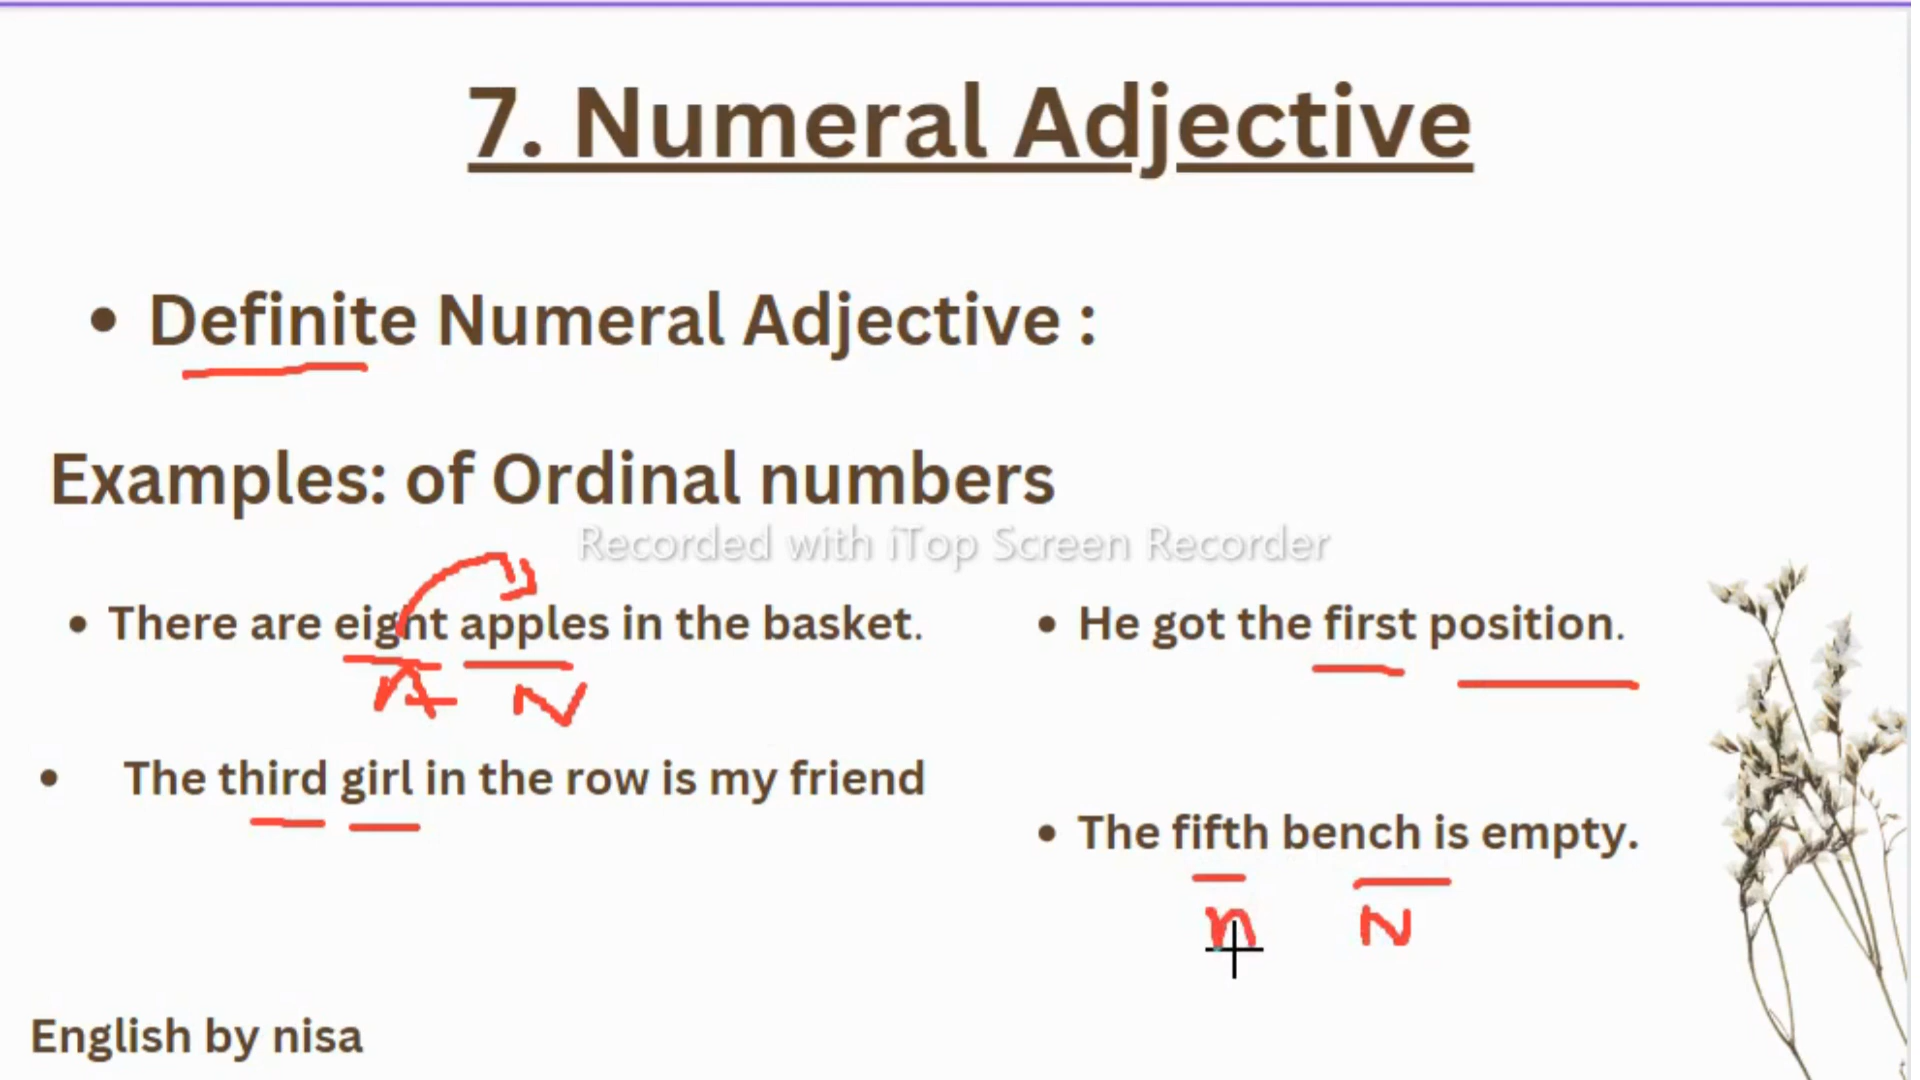 7. Numeral Adjective
• Definite Numeral Adjective :
Examples: of Ordinal numbers
Recorded with iTop Screen Recorder
• There are eight apples in the basket.
A N
• The third girl in the row is my friend
• He got the first position.
• The fifth bench is empty.
n N
English by nisa